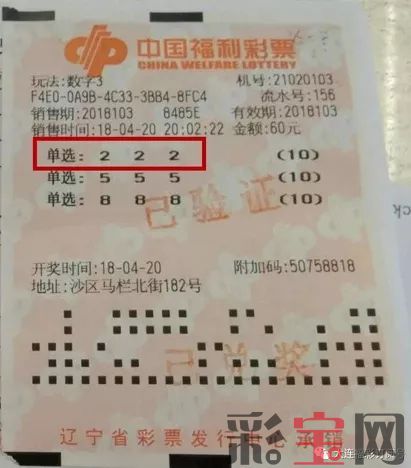 中国福利彩票
CHINA WELFARE LOTTERY
玩法:数字3 机号:21020103
F4E0-0A9B-4C33-3BB4-8FC4 流水号:156
销售期:2018103 8485E 有效期:2018103
销售时间:18-04-20 20:02:22 金额:60元
单选: 2 2 2 (10)
单选: 5 5 5 (10)
单选: 8 8 8 (10)
已验证
开奖时间:18-04-20 附加码:50758818
地址:沙区马栏北街182号
已兑奖
彩宝网
辽宁省彩票发行中心承销